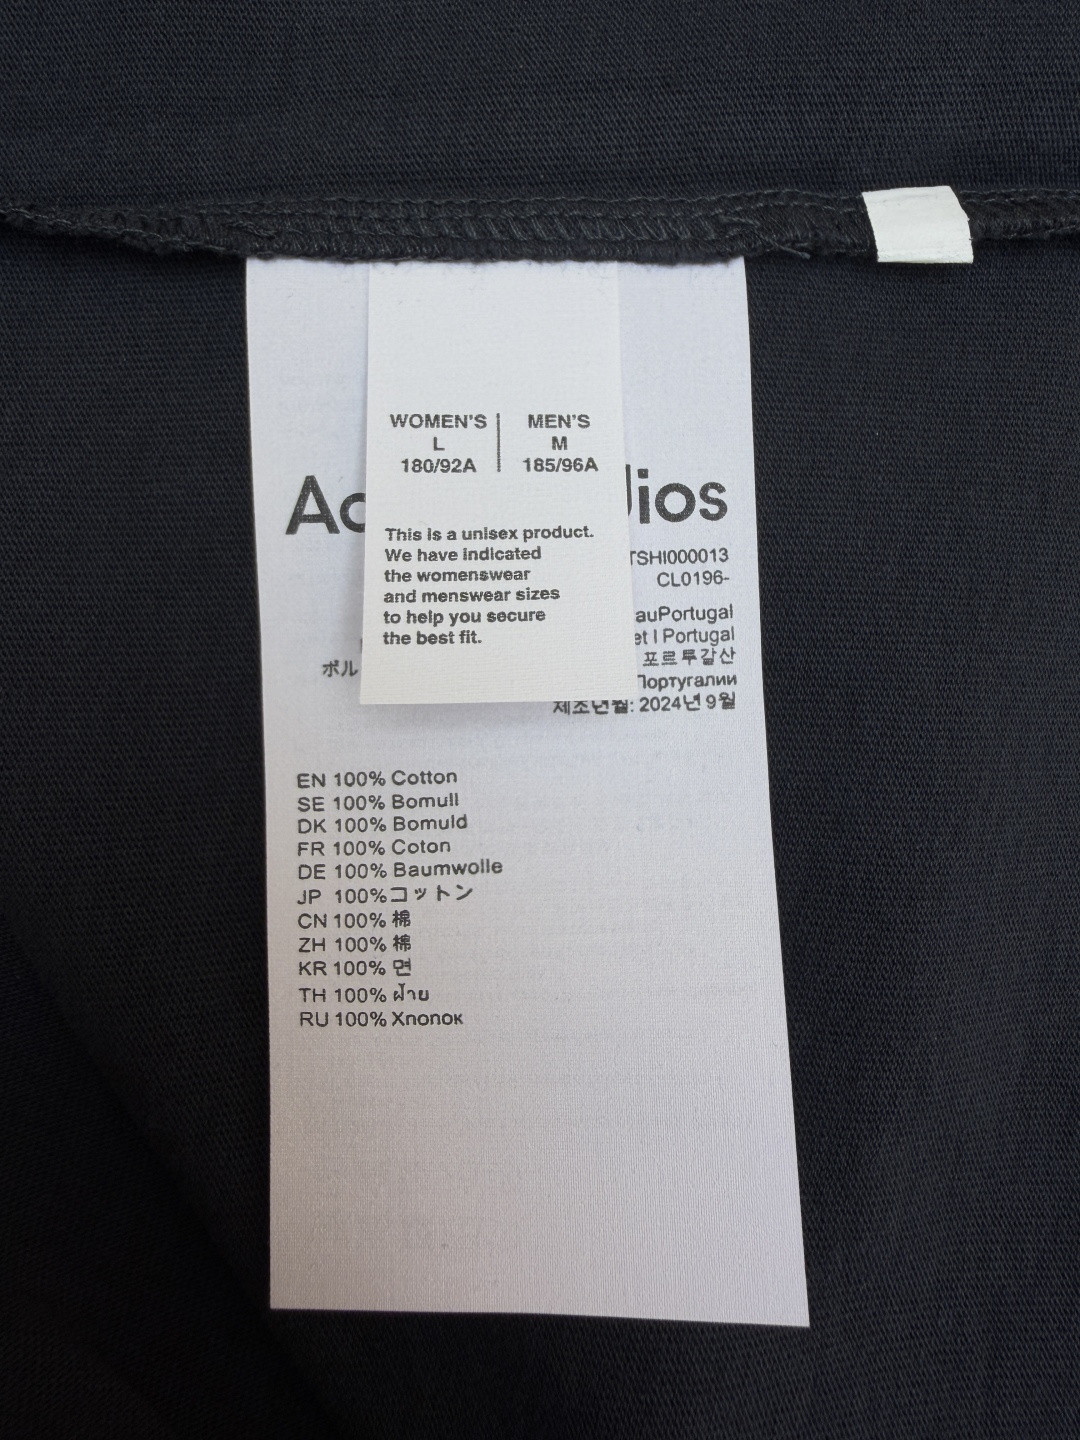 WOMEN'S
L
180/92A
MEN'S
M
185/96A
This is a unisex product.
We have indicated
the womenswear
and menswear sizes
to help you secure
the best fit.
Ac
dios
TSHI000013
CL0196-
auPortugal
et I Portugal
포르투갈산
ポル
Португалии
제조년월: 2024년 9월
EN 100% Cotton
SE 100% Bomull
DK 100% Bomuld
FR 100% Coton
DE 100% Baumwolle
JP 100%コットン
CN 100% 棉
ZH 100% 棉
KR 100% 면
TH 100% ฝ้าย
RU 100% Хлопок